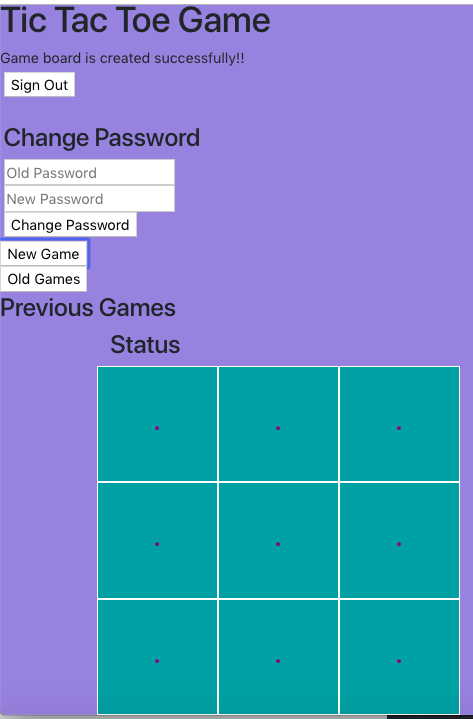 Tic Tac Toe Game
Game board is created successfully!!
Sign Out
Change Password
Old Password
New Password
Change Password
New Game
Old Games
Previous Games
Status